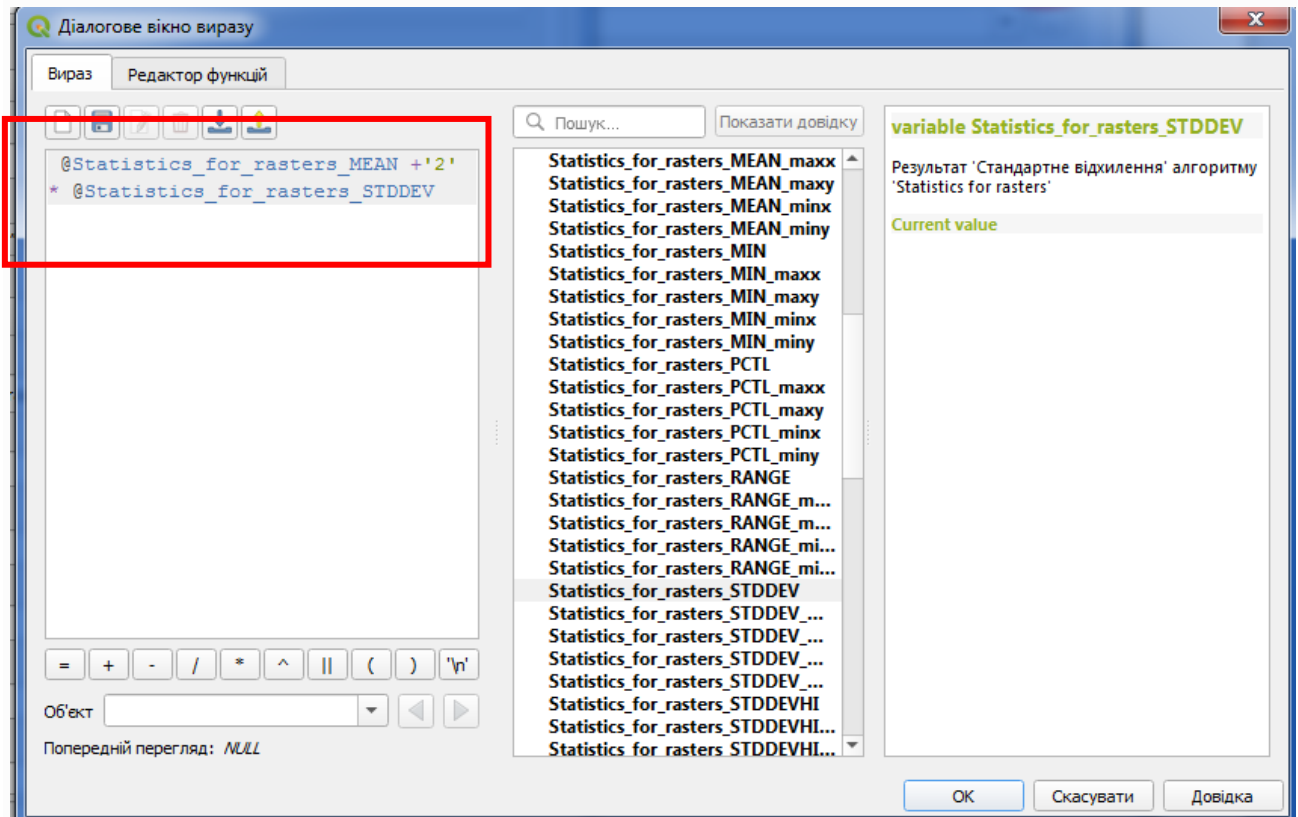 Діалогове вікно виразу
Вираз
Редактор функцій
@Statistics_for_rasters_MEAN +'2'
* @Statistics_for_rasters_STDDEV
= + - / * ^ || ( ) '\n'
Об'єкт
Попередній перегляд: NULL
Пошук...
Показати довідку
Statistics_for_rasters_MEAN_maxx
Statistics_for_rasters_MEAN_maxy
Statistics_for_rasters_MEAN_minx
Statistics_for_rasters_MEAN_miny
Statistics_for_rasters_MIN
Statistics_for_rasters_MIN_maxx
Statistics_for_rasters_MIN_maxy
Statistics_for_rasters_MIN_minx
Statistics_for_rasters_MIN_miny
Statistics_for_rasters_PCTL
Statistics_for_rasters_PCTL_maxx
Statistics_for_rasters_PCTL_maxy
Statistics_for_rasters_PCTL_minx
Statistics_for_rasters_PCTL_miny
Statistics_for_rasters_RANGE
Statistics_for_rasters_RANGE_m...
Statistics_for_rasters_RANGE_m...
Statistics_for_rasters_RANGE_mi...
Statistics_for_rasters_RANGE_mi...
Statistics_for_rasters_STDDEV
Statistics_for_rasters_STDDEV_...
Statistics_for_rasters_STDDEV_...
Statistics_for_rasters_STDDEV_...
Statistics_for_rasters_STDDEV_...
Statistics_for_rasters_STDDEVHI
Statistics_for_rasters_STDDEVHI...
Statistics_for_rasters_STDDEVHI...
variable Statistics_for_rasters_STDDEV
Результат 'Стандартне відхилення' алгоритму
'Statistics for rasters'
Current value
OK
Скасувати
Довідка